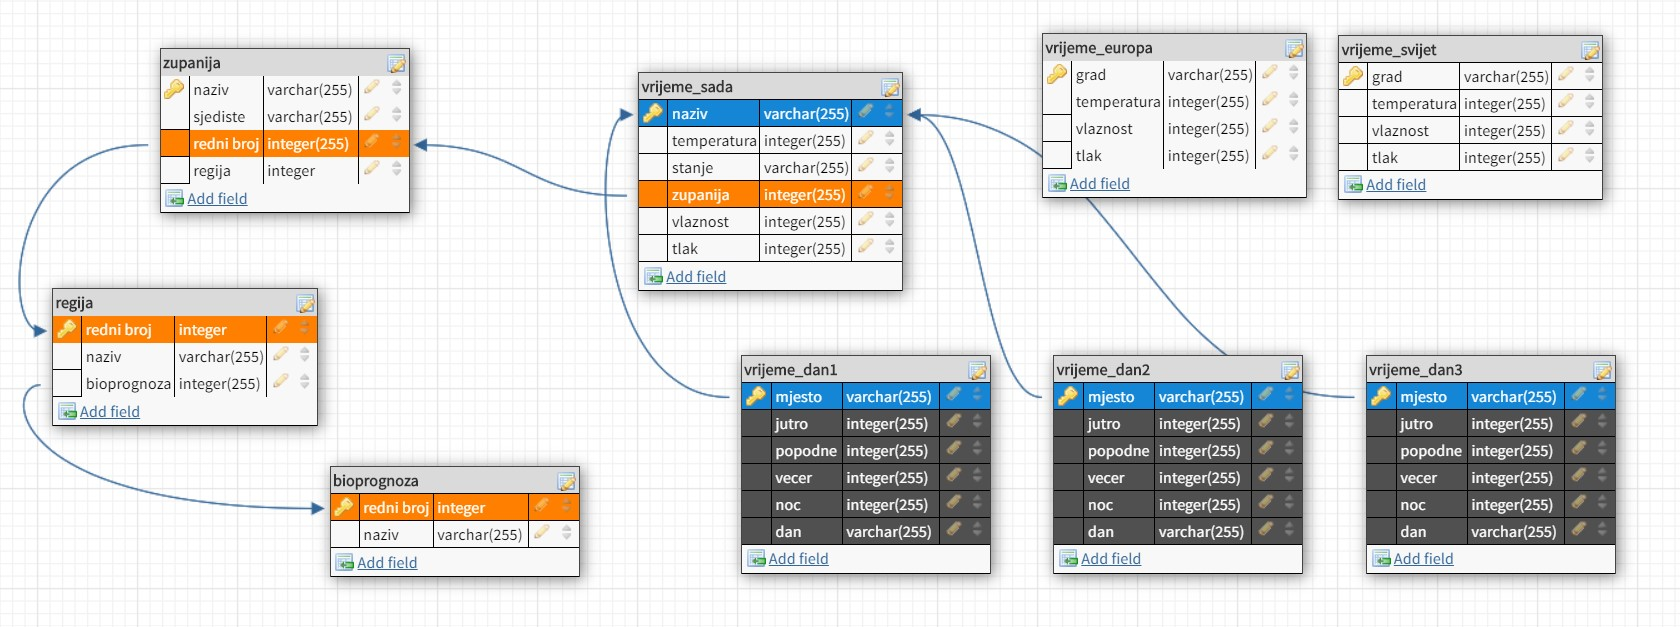 zupanija
naziv varchar(255)
sjediste varchar(255)
redni broj integer(255)
regija integer
Add field
vrijeme_sada
naziv varchar(255)
temperatura integer(255)
stanje varchar(255)
zupanija integer(255)
vlaznost integer(255)
tlak integer(255)
Add field
vrijeme_europa
grad varchar(255)
temperatura integer(255)
vlaznost integer(255)
tlak integer(255)
Add field
vrijeme_svijet
grad varchar(255)
temperatura integer(255)
vlaznost integer(255)
tlak integer(255)
Add field
regija
redni broj integer
naziv varchar(255)
bioprognoza integer(255)
Add field
bioprognoza
redni broj integer
naziv varchar(255)
Add field
vrijeme_dan1
mjesto varchar(255)
jutro integer(255)
popodne integer(255)
vecer integer(255)
noc integer(255)
dan varchar(255)
Add field
vrijeme_dan2
mjesto varchar(255)
jutro integer(255)
popodne integer(255)
vecer integer(255)
noc integer(255)
dan varchar(255)
Add field
vrijeme_dan3
mjesto varchar(255)
jutro integer(255)
popodne integer(255)
vecer integer(255)
noc integer(255)
dan varchar(255)
Add field